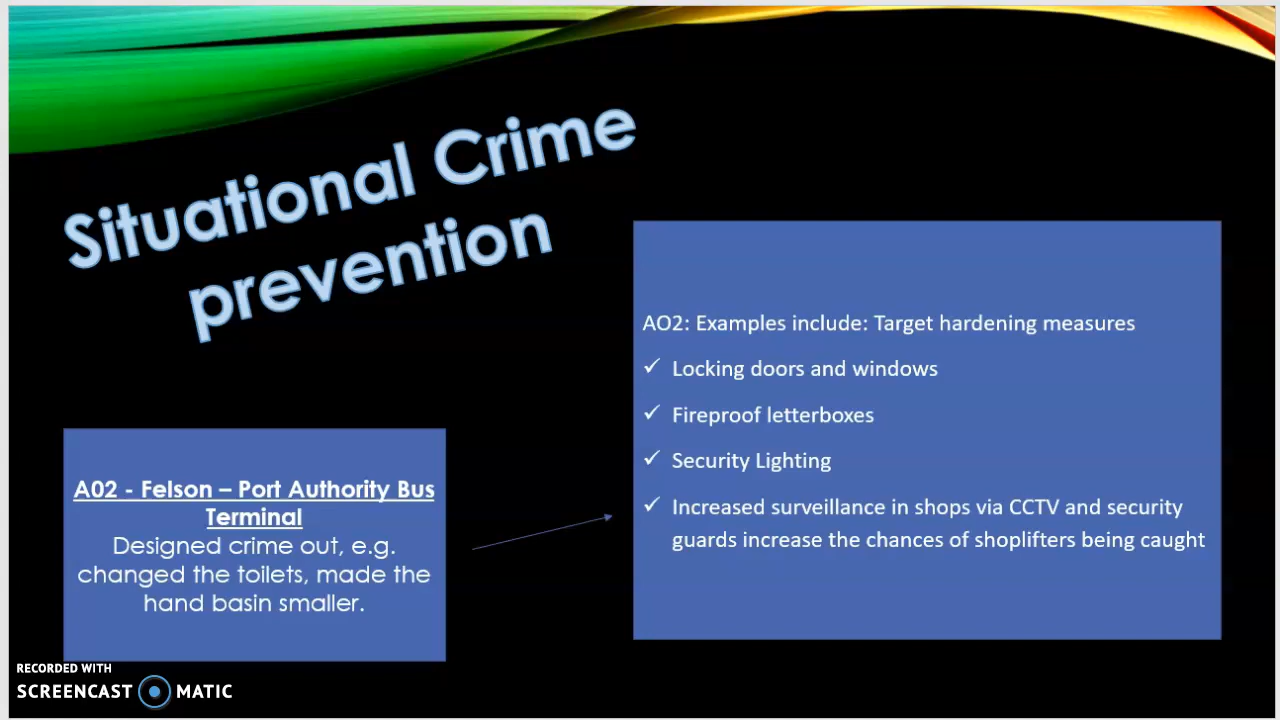 Situational Crime
prevention
AO2: Examples include: Target hardening measures
✓ Locking doors and windows
✓ Fireproof letterboxes
✓ Security Lighting
✓ Increased surveillance in shops via CCTV and security
guards increase the chances of shoplifters being caught
A02 - Felson – Port Authority Bus
Terminal
Designed crime out, e.g.
changed the toilets, made the
hand basin smaller.
RECORDED WITH
SCREENCAST MATIC